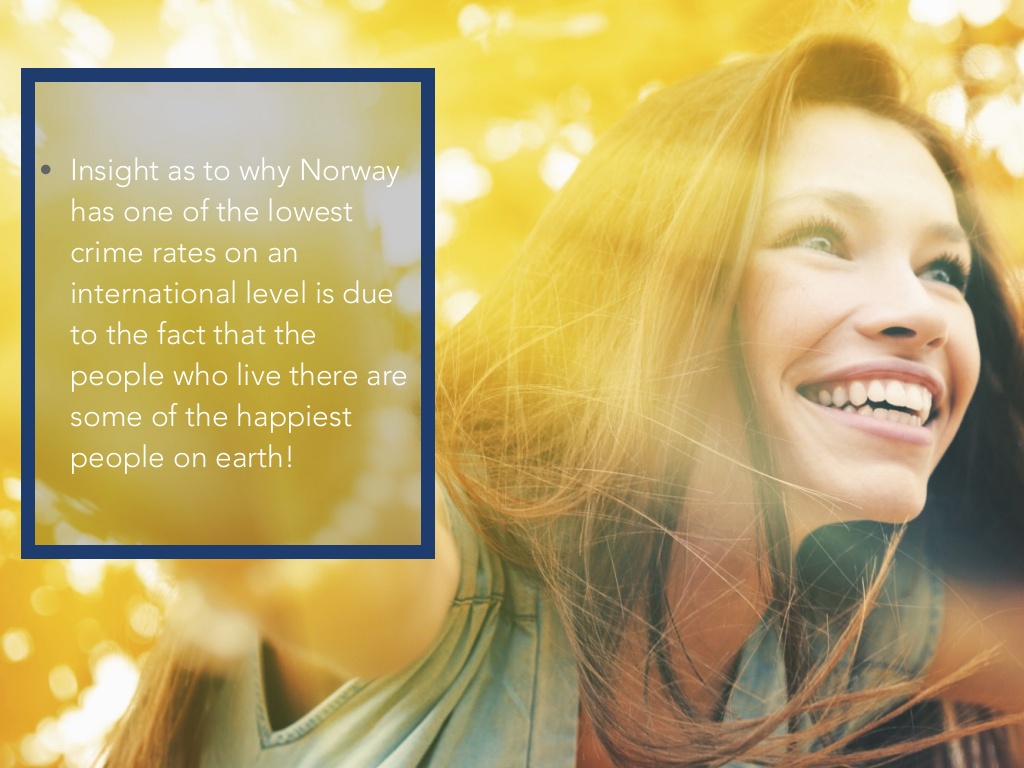 • Insight as to why Norway
has one of the lowest
crime rates on an
international level is due
to the fact that the
people who live there are
some of the happiest
people on earth!